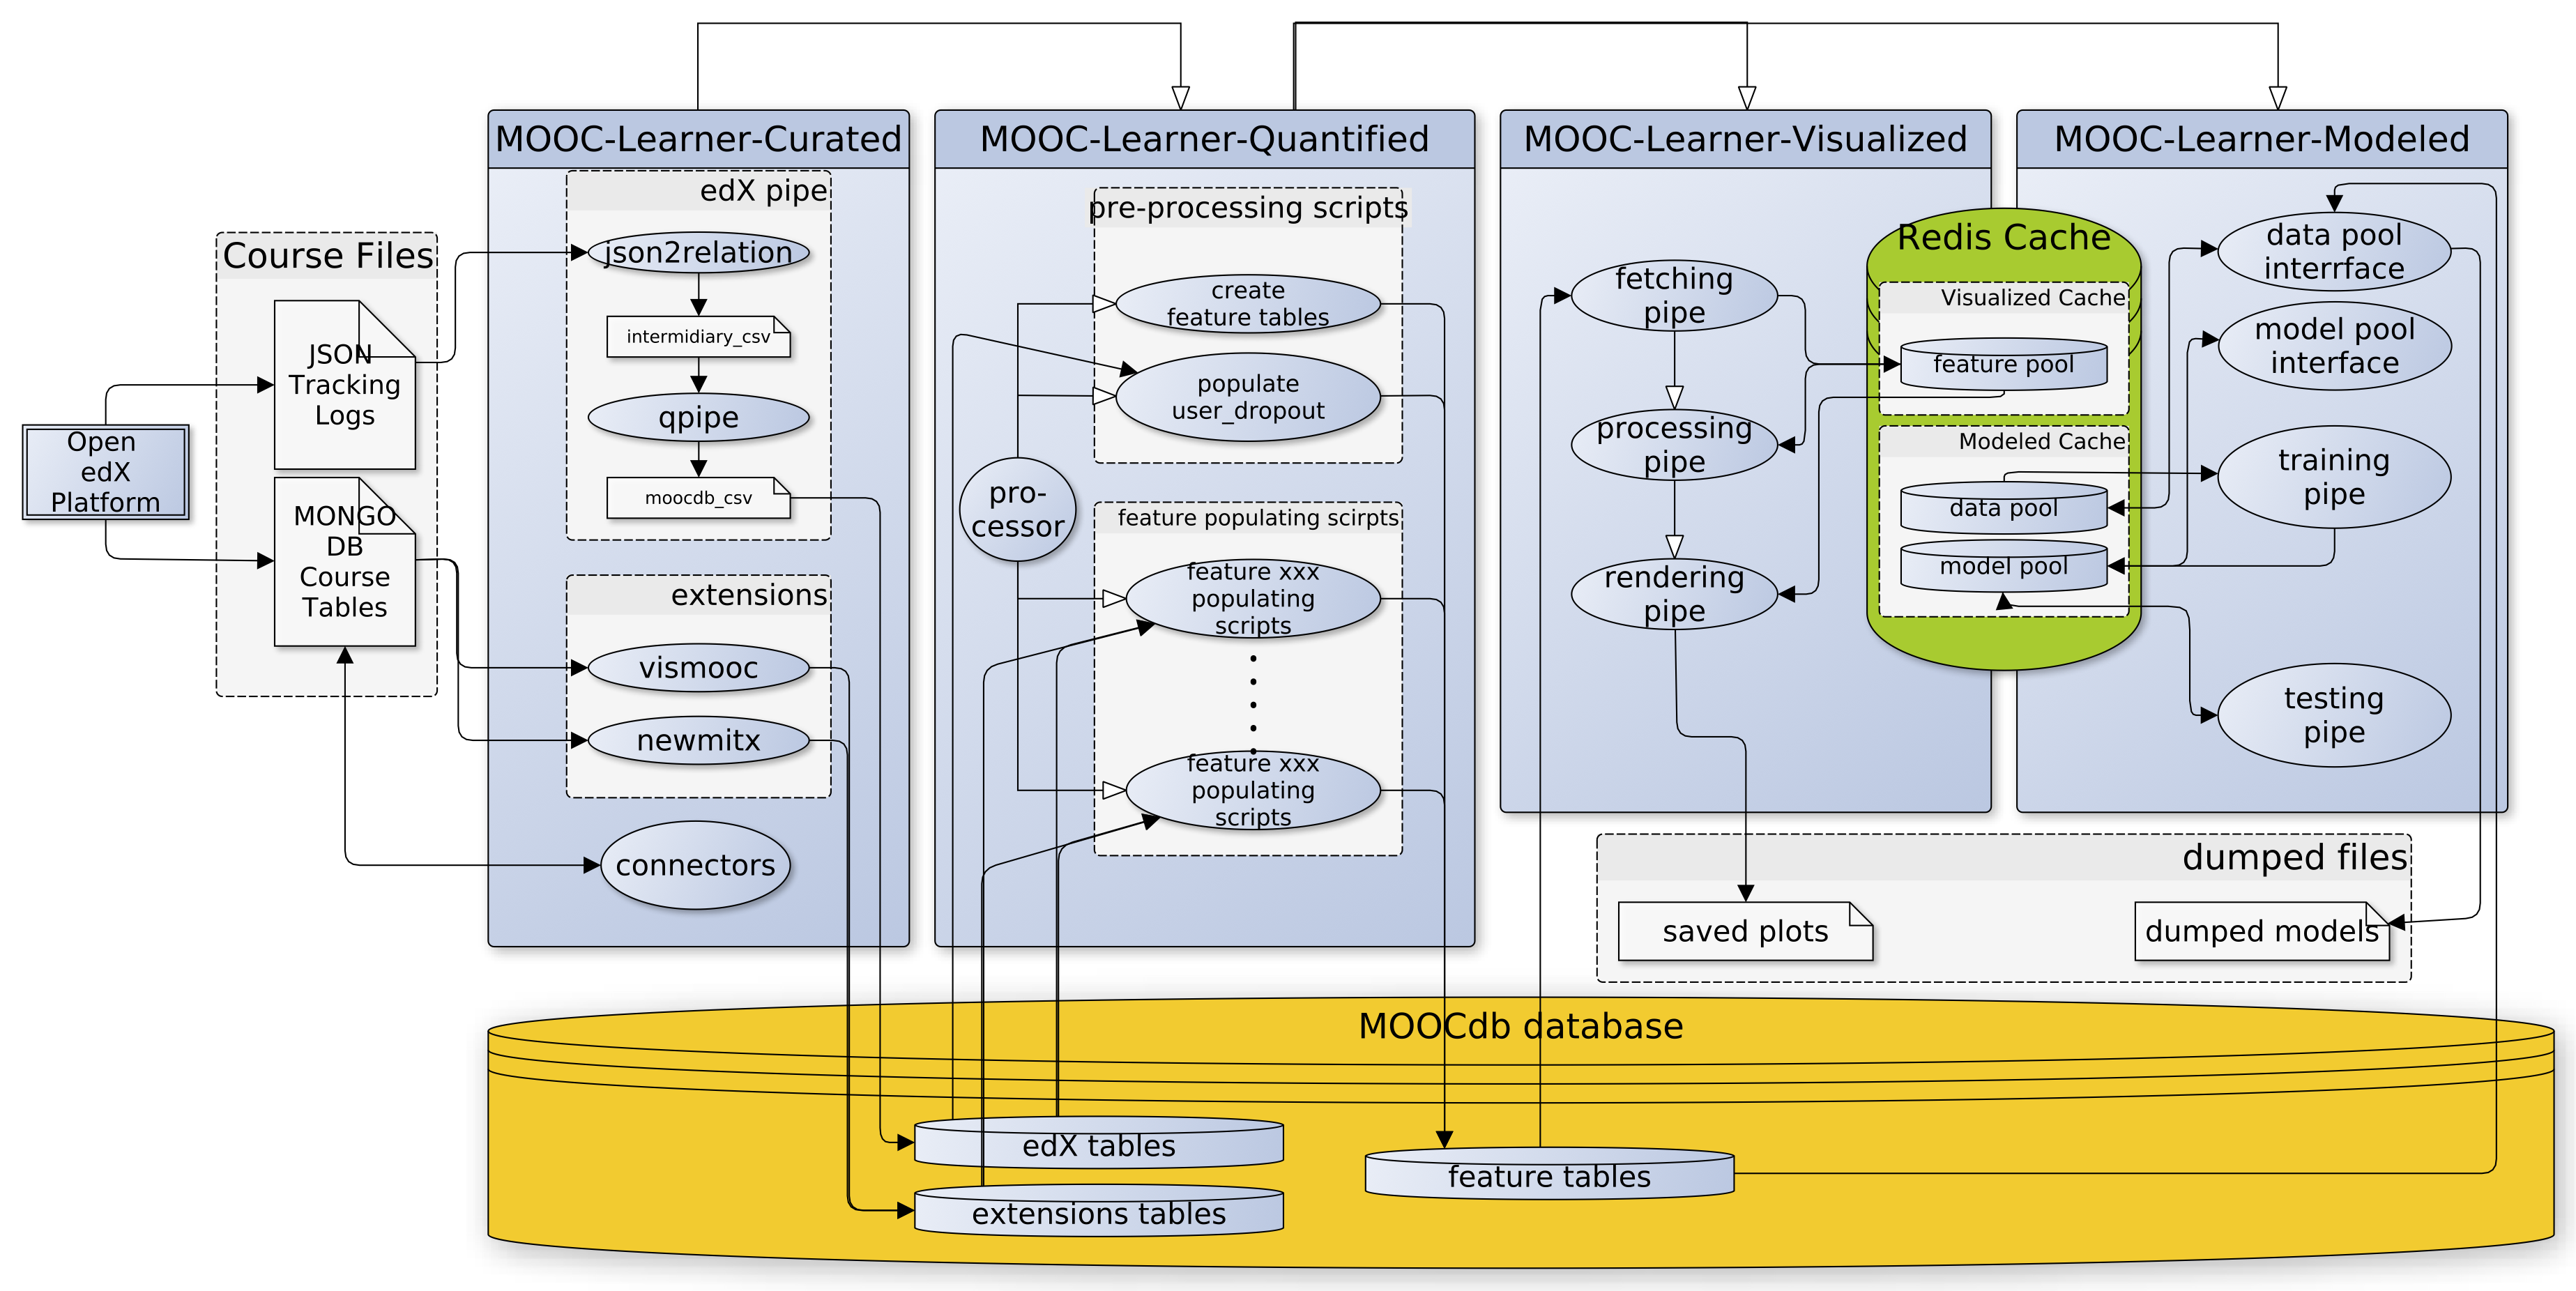 MOOC-Learner-Curated
MOOC-Learner-Quantified
MOOC-Learner-Visualized
MOOC-Learner-Modeled
Course Files
JSON
Tracking
Logs
MONGO
DB
Course
Tables
Open
edX
Platform
edX pipe
json2relation
intermidiary_csv
qpipe
moocdb_csv
extensions
vismooc
newmitx
connectors
pre-processing scripts
create
feature tables
populate
user_dropout
pro-
cessor
feature populating scirpts
feature xxx
populating
scripts
feature xxx
populating
scripts
fetching
pipe
processing
pipe
rendering
pipe
Redis Cache
Visualized Cache
feature pool
Modeled Cache
data pool
model pool
data pool
interrface
model pool
interface
training
pipe
testing
pipe
dumped files
saved plots
dumped models
MOOCdb database
edX tables
extensions tables
feature tables